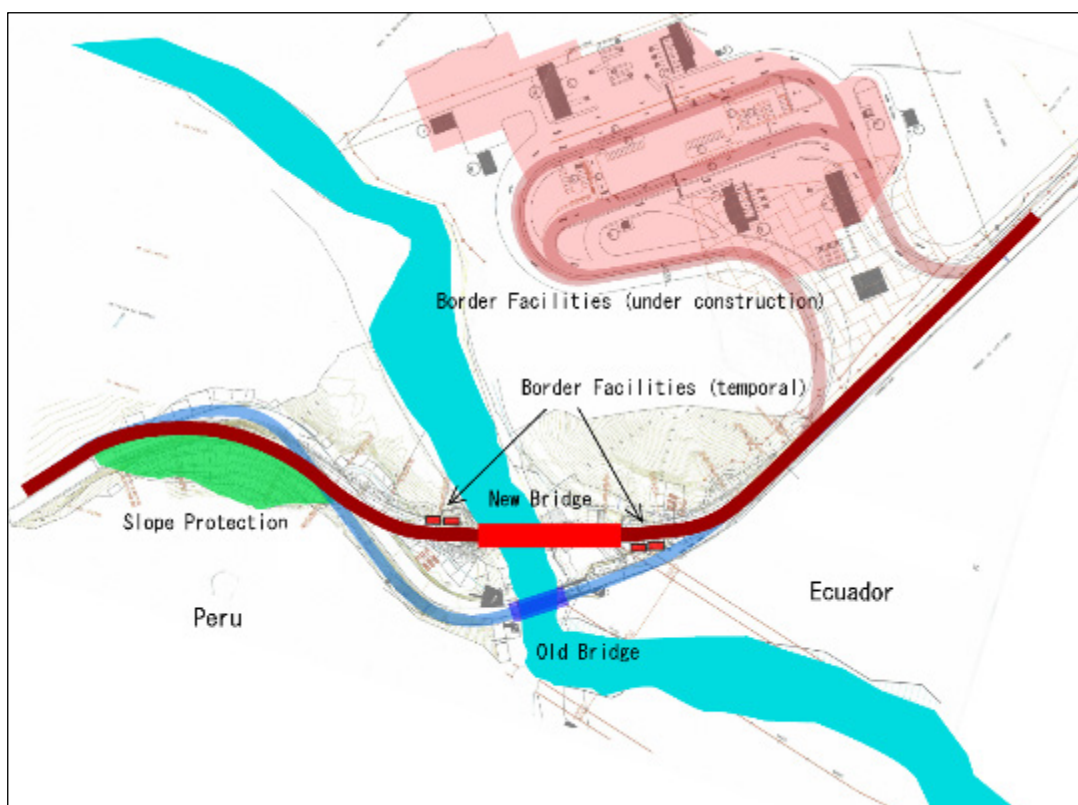 Border Facilities (under construction)
Border Facilities (temporal)
New Bridge
Slope Protection
Ecuador
Peru
Old Bridge